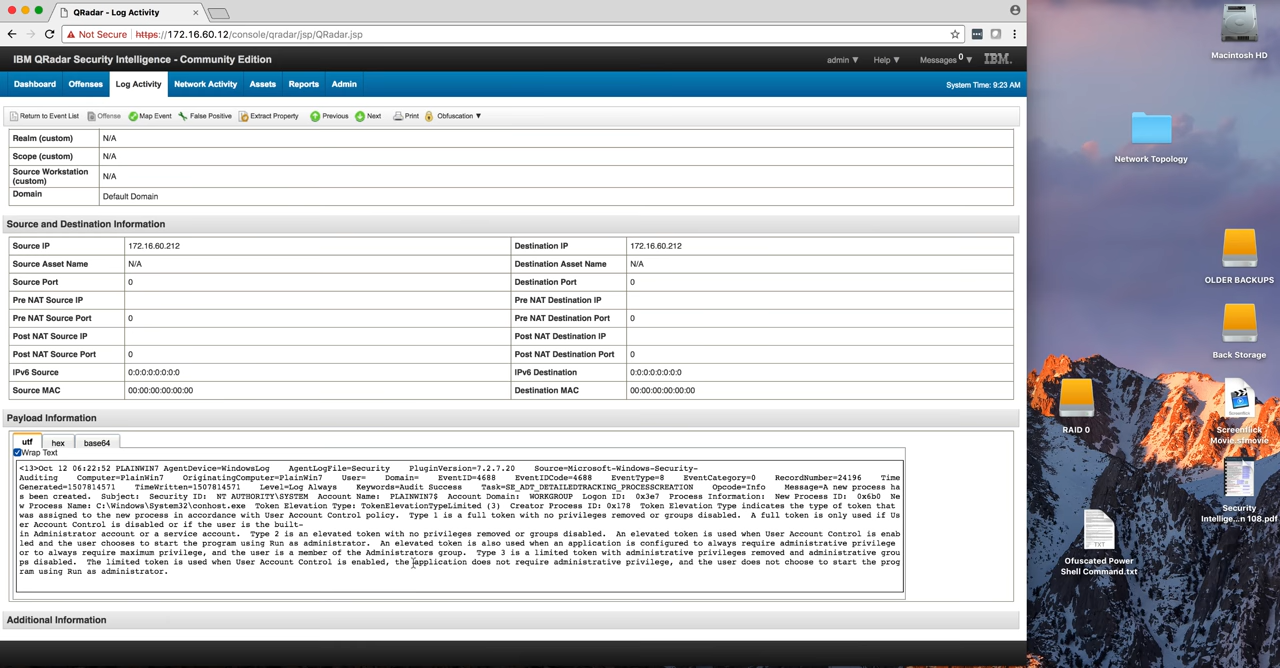 QRadar - Log Activity
Not Secure https://172.16.60.12/console/qradar/jsp/QRadar.jsp
IBM QRadar Security Intelligence - Community Edition
admin ▼ Help ▼ Messages 0 ▼ IBM.
Dashboard Offenses Log Activity Network Activity Assets Reports Admin
System Time: 9:23 AM
Return to Event List Offense Map Event False Positive Extract Property Previous Next Print Obfuscation ▼
Realm (custom) N/A
Scope (custom) N/A
Source Workstation (custom) N/A
Domain Default Domain
Source and Destination Information
Source IP 172.16.60.212 Destination IP 172.16.60.212
Source Asset Name N/A Destination Asset Name N/A
Source Port 0 Destination Port 0
Pre NAT Source IP Pre NAT Destination IP
Pre NAT Source Port 0 Pre NAT Destination Port 0
Post NAT Source IP Post NAT Destination IP
Post NAT Source Port 0 Post NAT Destination Port 0
IPv6 Source 0:0:0:0:0:0:0:0 IPv6 Destination 0:0:0:0:0:0:0:0
Source MAC 00:00:00:00:00:00 Destination MAC 00:00:00:00:00:00
Payload Information
utf hex base64
Wrap Text
<13>Oct 12 06:22:52 PLAINWIN7 AgentDevice=WindowsLog AgentLogFile=Security PluginVersion=7.2.7.20 Source=Microsoft-Windows-Security-
Auditing Computer=PlainWin7 OriginatingComputer=PlainWin7 User= Domain= EventID=4688 EventIDCode=4688 EventType=8 EventCategory=0 RecordNumber=24196 Time
Generated=1507814571 TimeWritten=1507814571 Level=Log Always Keywords=Audit Success Task=SE_ADT_DETAILEDTRACKING_PROCESSCREATION Opcode=Info Message=A new process ha
s been created. Subject: Security ID: NT AUTHORITY\SYSTEM Account Name: PLAINWIN7$ Account Domain: WORKGROUP Logon ID: 0x3e7 Process Information: New Process ID: 0x6b0 Ne
w Process Name: C:\Windows\System32\conhost.exe Token Elevation Type: TokenElevationTypeLimited (3) Creator Process ID: 0x178 Token Elevation Type indicates the type of token that
was assigned to the new process in accordance with User Account Control policy. Type 1 is a full token with no privileges removed or groups disabled. A full token is only used if Us
er Account Control is disabled or if the user is the built-
in Administrator account or a service account. Type 2 is an elevated token with no privileges removed or groups disabled. An elevated token is used when User Account Control is enab
led and the user chooses to start the program using Run as administrator. An elevated token is also used when an application is configured to always require administrative privilege
or to always require maximum privilege, and the user is a member of the Administrators group. Type 3 is a limited token with administrative privileges removed and administrative grou
ps disabled. The limited token is used when User Account Control is enabled, the application does not require administrative privilege, and the user does not choose to start the prog
ram using Run as administrator.
Additional Information
Macintosh HD
Network Topology
OLDER BACKUPS
Back Storage
RAID 0
Screenflick
Movie.sfmovie
Security
Intellige...n 108.pdf
TXT
Ofuscated Power
Shell Command.txt